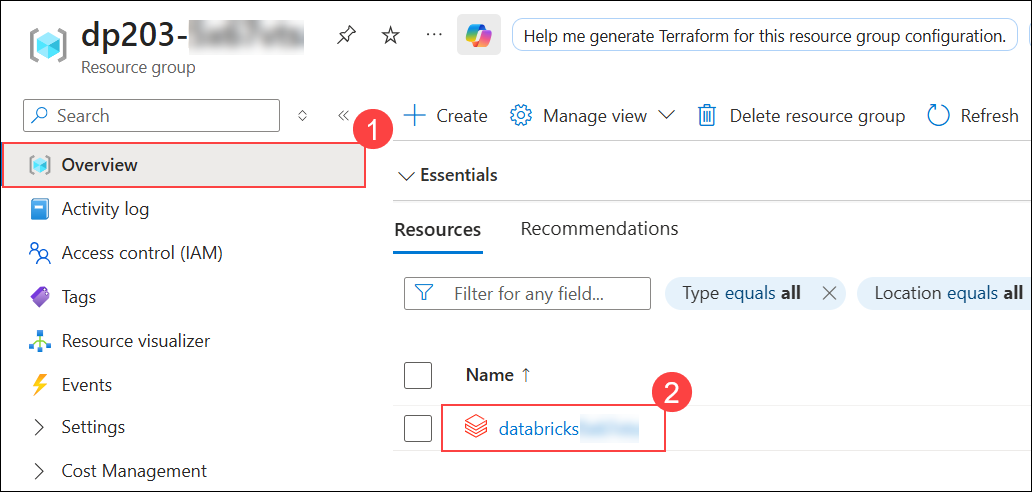 dp203-
Resource group
Help me generate Terraform for this resource group configuration.
Search
1
Create
Manage view
Delete resource group
Refresh
Overview
Essentials
Activity log
Resources
Recommendations
Access control (IAM)
Filter for any field...
Type equals all
Location equals all
Tags
Resource visualizer
Name ↑
Events
2
Settings
databricks
Cost Management